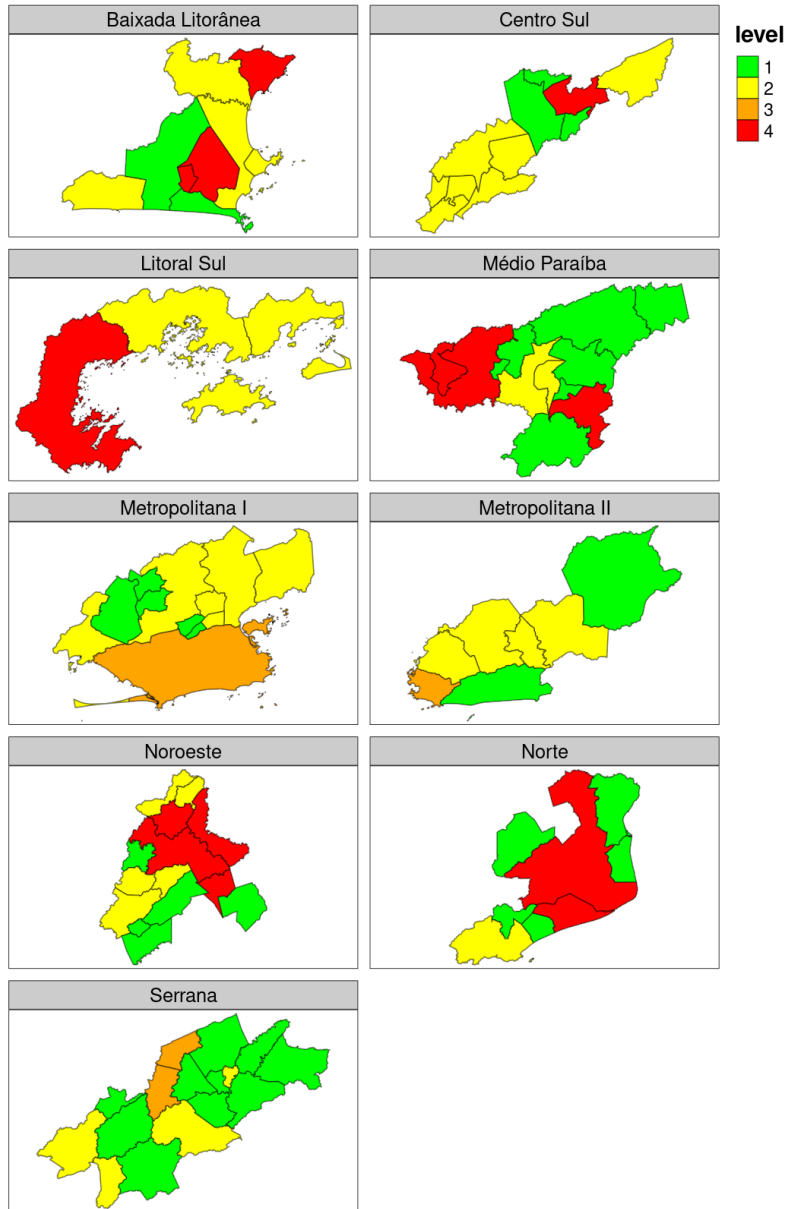 Baixada Litorânea
Centro Sul
level
1
2
3
4
Litoral Sul
Médio Paraíba
Metropolitana I
Metropolitana II
Noroeste
Norte
Serrana